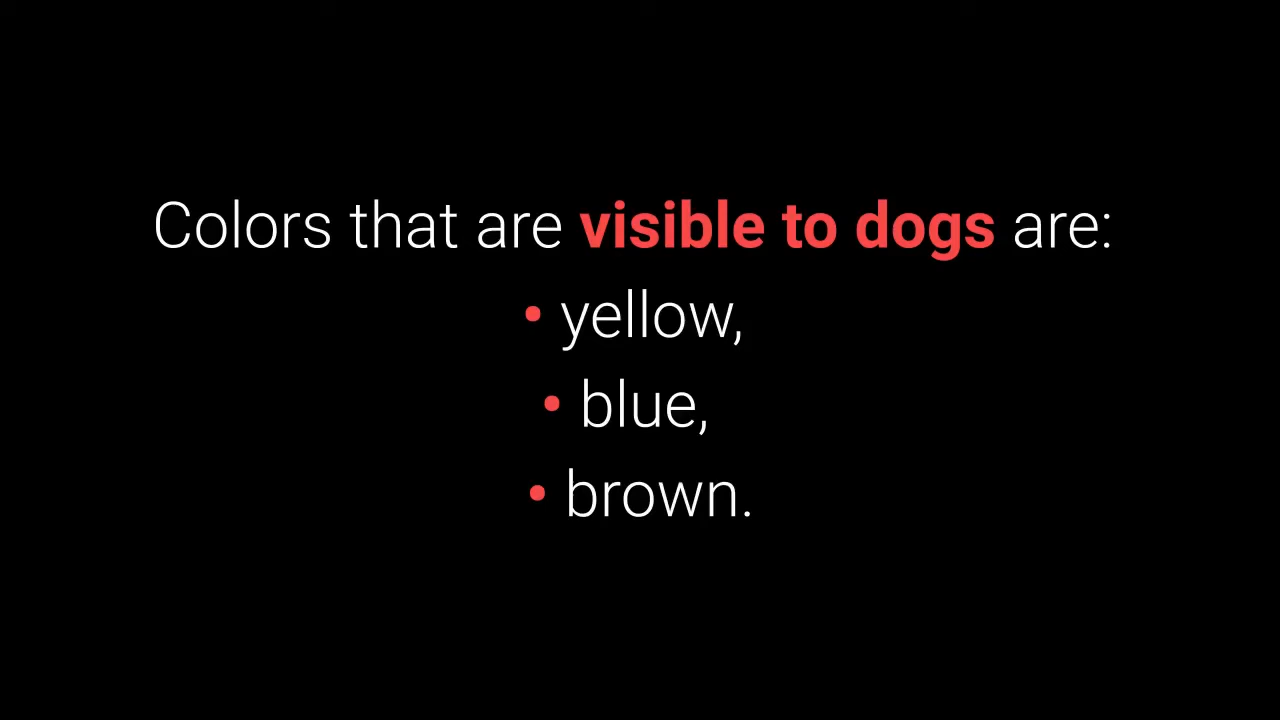 Colors that are visible to dogs are:
• yellow,
• blue,
• brown.